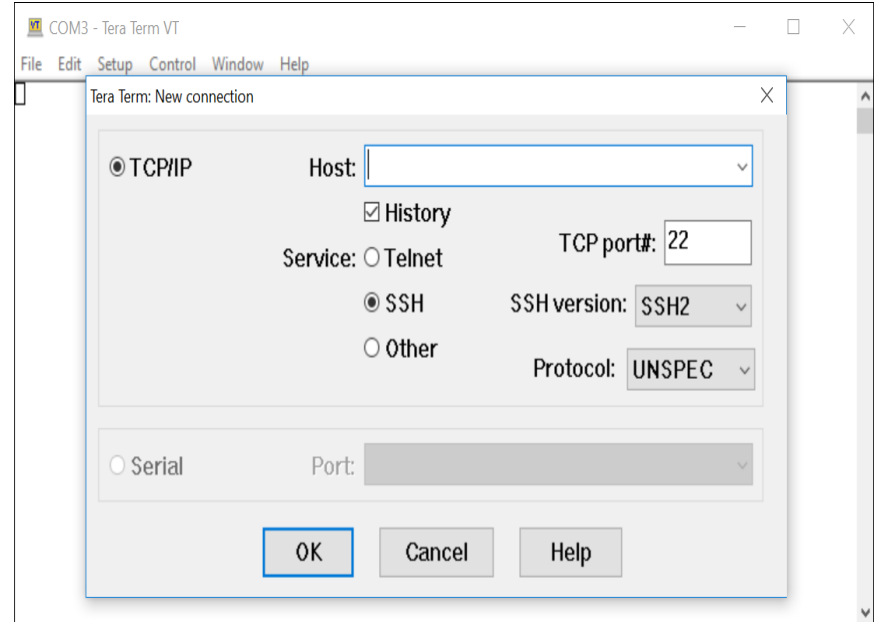 VT COM3 - Tera Term VT
File Edit Setup Control Window Help
Tera Term: New connection
TCP/IP Host:
History
Service: Telnet TCP port#: 22
SSH SSH version: SSH2
Other Protocol: UNSPEC
Serial Port:
OK Cancel Help